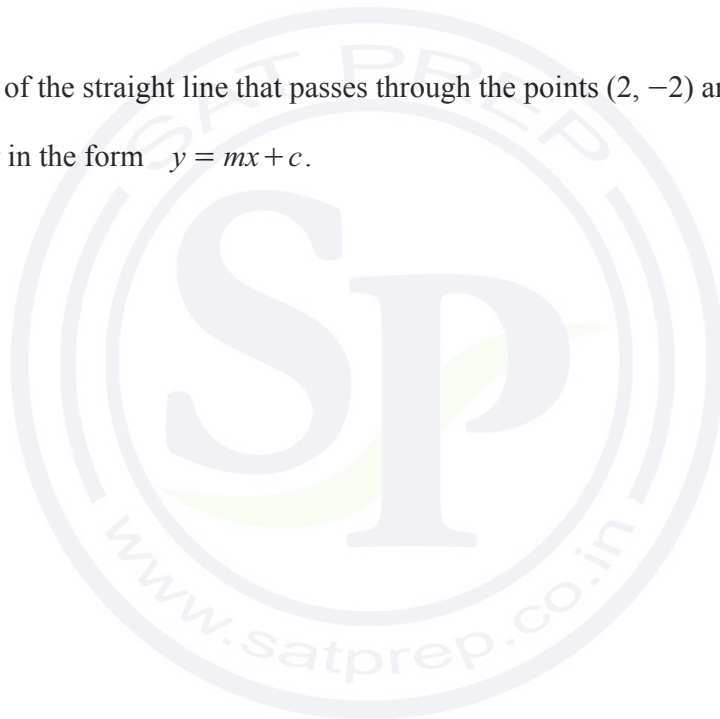 of the straight line that passes through the points (2, −2) a
in the form y = mx + c.
SAT PREP
SP
www.satprep.co.in